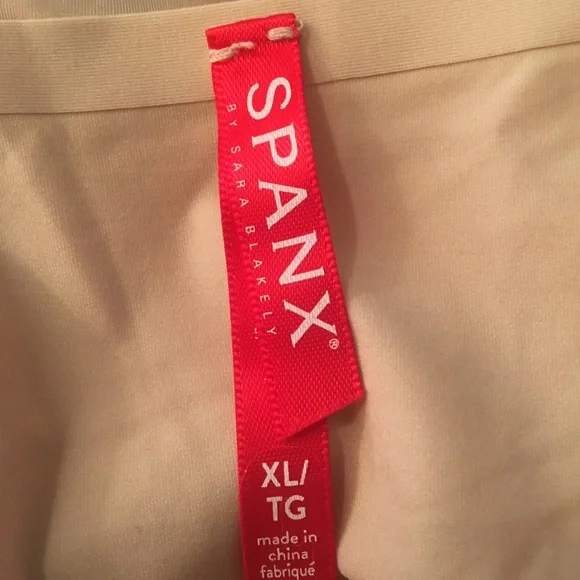 SPANX®
BY SARA BLAKELY
XL/
TG
made in
china
fabriqué